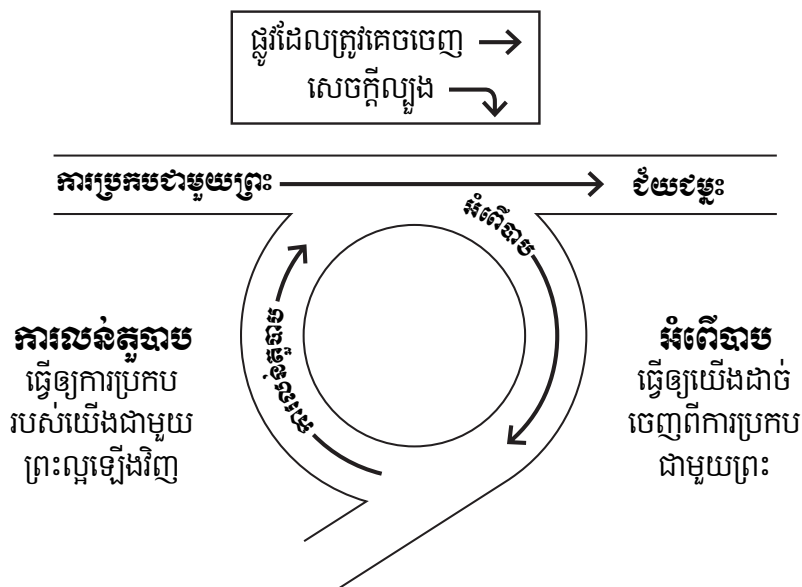 ផ្លូវដែលត្រូវគេចចេញ
សេចក្ដីល្បួង
ការប្រកបជាមួយព្រះ
ជ័យជម្នះ
អំពើបាប
ការលន់តួបាប
ការលន់តួបាប
ធ្វើឲ្យការប្រកប
របស់យើងជាមួយ
ព្រះល្អឡើងវិញ
អំពើបាប
ធ្វើឲ្យយើងដាច់
ចេញពីការប្រកប
ជាមួយព្រះ